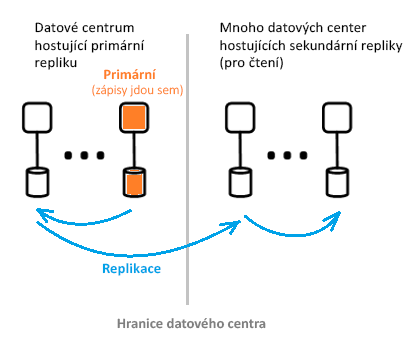 Datové centrum
hostující primární
repliku
Mnoho datových center
hostujících sekundární repliky
(pro čtení)
Primární
(zápisy jdou sem)
Replikace
Hranice datového centra